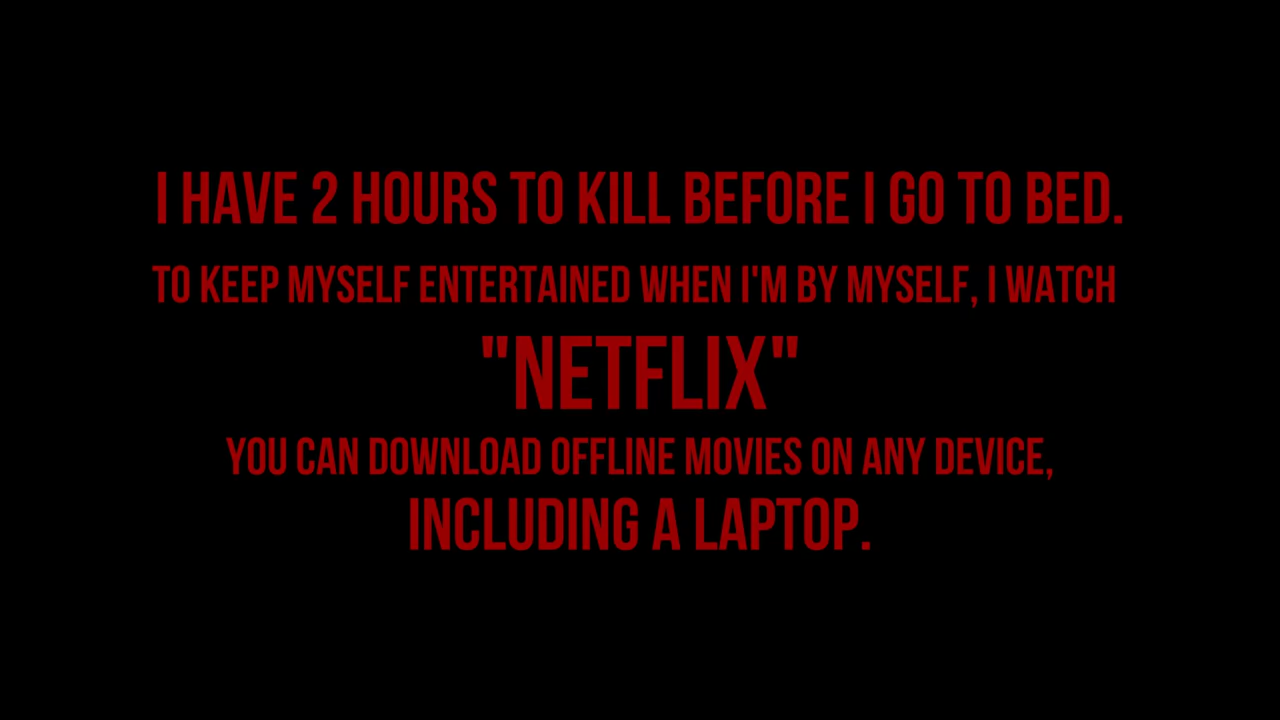 I HAVE 2 HOURS TO KILL BEFORE I GO TO BED.
TO KEEP MYSELF ENTERTAINED WHEN I'M BY MYSELF, I WATCH
"NETFLIX"
YOU CAN DOWNLOAD OFFLINE MOVIES ON ANY DEVICE,
INCLUDING A LAPTOP.